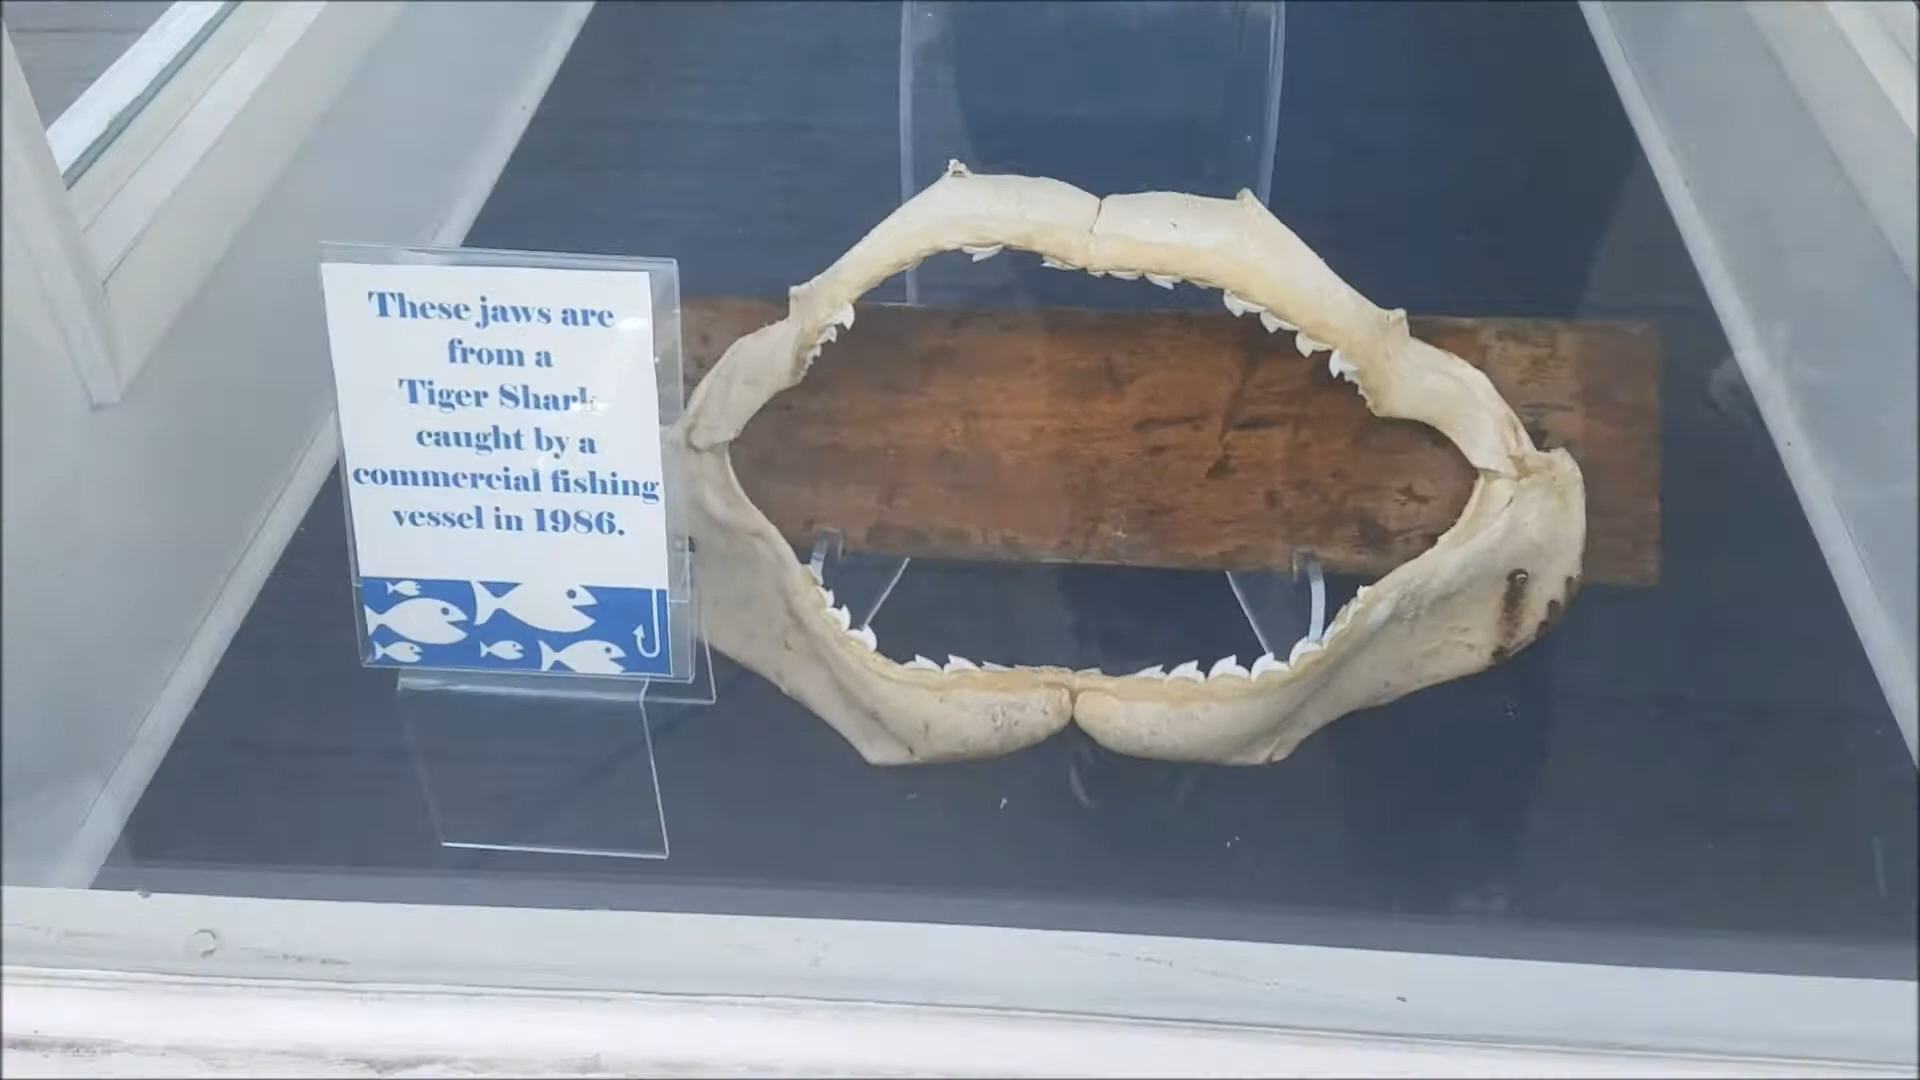 These jaws are
from a
Tiger Shark
caught by a
commercial fishing
vessel in 1986.